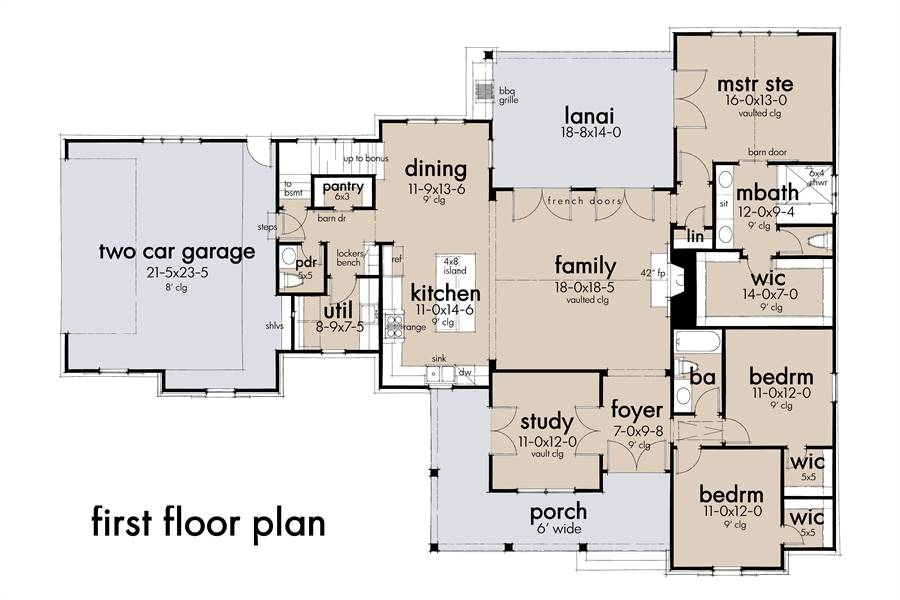 mstr ste
16-0x13-0
vaulted clg
bbq
grille
lanai
18-8x14-0
up to bonus
dining
11-9x13-6
9' clg
barn door
6x4
shwr
to
bsmt
pantry
6x3
mbath
12-0x9-4
9' clg
sit
french doors
barn dr
steps
lin
two car garage
21-5x23-5
8' clg
pdr
5x5
lockers
bench
ref
4x8
island
family
18-0x18-5
vaulted clg
42" fp
wic
14-0x7-0
9' clg
kitchen
11-0x14-6
9' clg
util
8-9x7-5
shlvs
range
sink
dw
ba
bedrm
11-0x12-0
9' clg
study
11-0x12-0
vault clg
foyer
7-0x9-8
9' clg
wic
5x5
bedrm
11-0x12-0
9' clg
wic
5x5
porch
6' wide
first floor plan